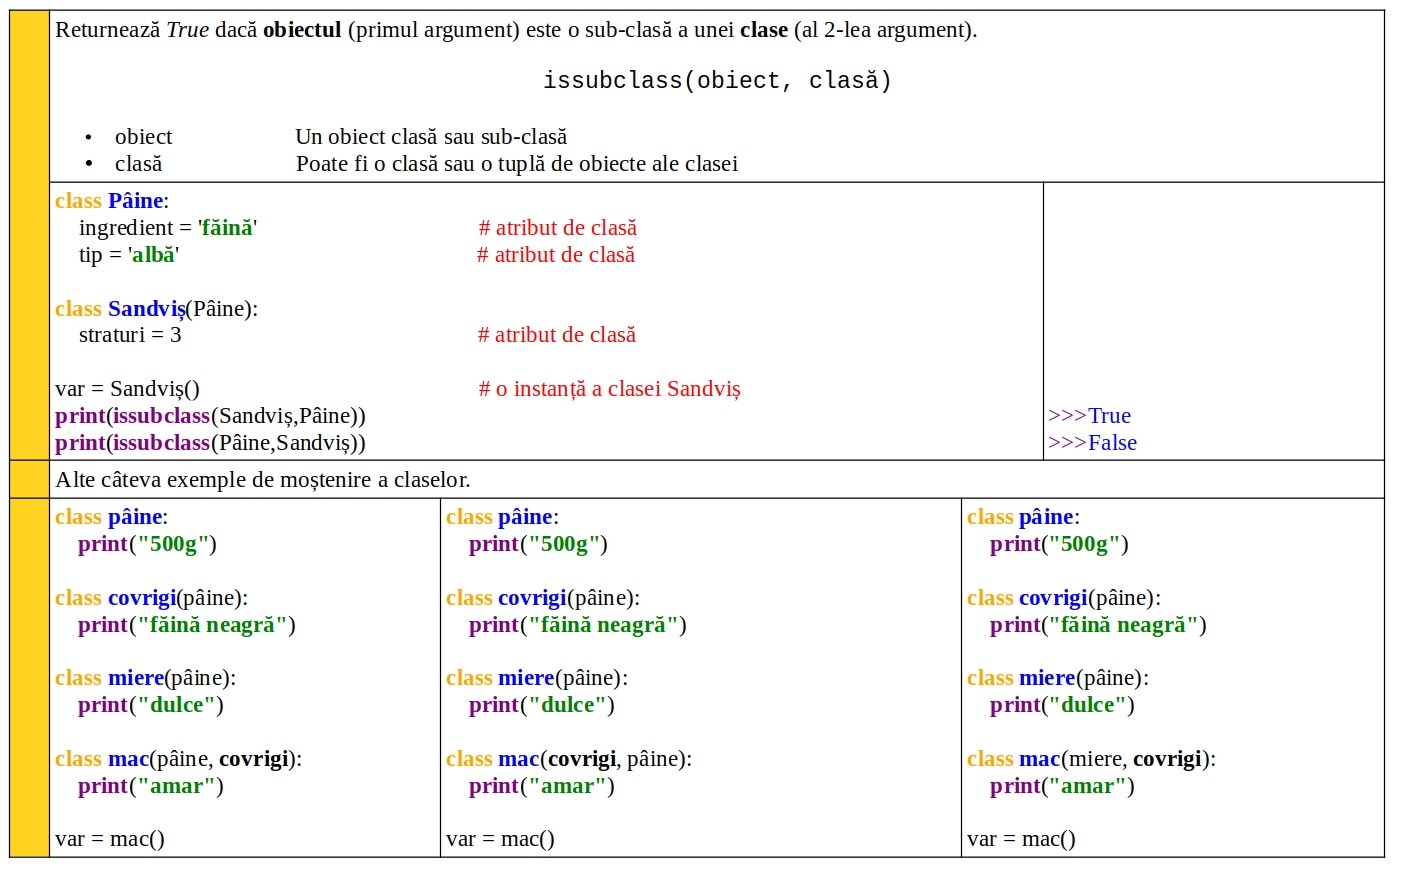 Returnează True dacă obiectul (primul argument) este o sub-clasă a unei clase (al 2-lea argument).
issubclass(obiect, clasă)
• obiect Un obiect clasă sau sub-clasă
• clasă Poate fi o clasă sau o tuplă de obiecte ale clasei
class Pâine:
ingredient = 'făină' # atribut de clasă
tip = 'albă' # atribut de clasă
class Sandviș(Pâine):
straturi = 3 # atribut de clasă
var = Sandviș() # o instanță a clasei Sandviș
print(issubclass(Sandviș,Pâine))
print(issubclass(Pâine,Sandviș))
>>>True
>>>False
Alte câteva exemple de moștenire a claselor.
class pâine:
print("500g")
class covrigi(pâine):
print("făină neagră")
class miere(pâine):
print("dulce")
class mac(pâine, covrigi):
print("amar")
var = mac()
class pâine:
print("500g")
class covrigi(pâine):
print("făină neagră")
class miere(pâine):
print("dulce")
class mac(covrigi, pâine):
print("amar")
var = mac()
class pâine:
print("500g")
class covrigi(pâine):
print("făină neagră")
class miere(pâine):
print("dulce")
class mac(miere, covrigi):
print("amar")
var = mac()